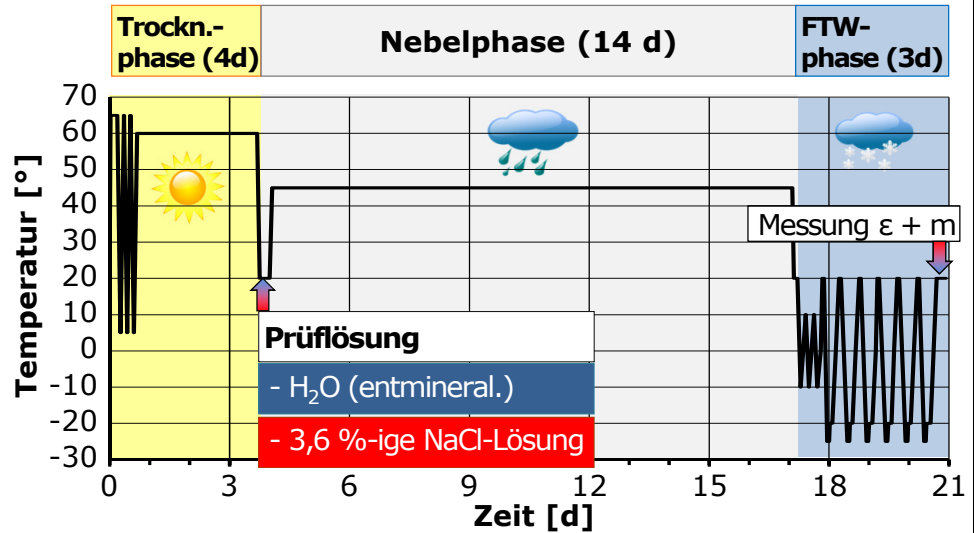 Trockn.-
phase (4d)
Nebelphase (14 d)
FTW-
phase (3d)
Temperatur [°]
70
60
50
40
30
20
10
0
-10
-20
-30
Messung ε + m
Prüflösung
- H₂O (entmineral.)
- 3,6 %-ige NaCl-Lösung
0
3
6
9
12
15
18
21
Zeit [d]